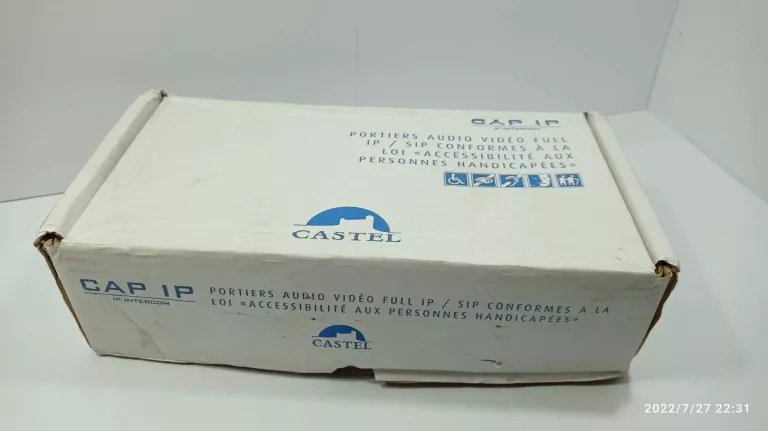 CAP IP
IP INTERCOM
PORTIERS AUDIO VIDÉO FULL
IP / SIP CONFORMES À LA
LOI «ACCESSIBILITÉ AUX
PERSONNES HANDICAPÉES»
CASTEL
CAP IP
IP INTERCOM
PORTIERS AUDIO VIDÉO FULL IP / SIP CONFORMES À LA
LOI «ACCESSIBILITÉ AUX PERSONNES HANDICAPÉES»
CASTEL
2022/7/27 22:31